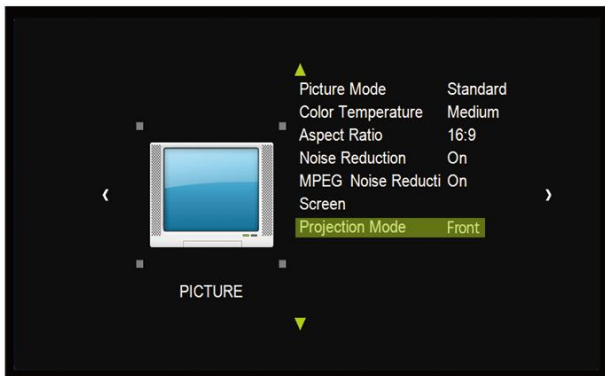 Picture Mode Standard
Color Temperature Medium
Aspect Ratio 16:9
Noise Reduction On
MPEG Noise Reducti On
Screen
Projection Mode Front
PICTURE